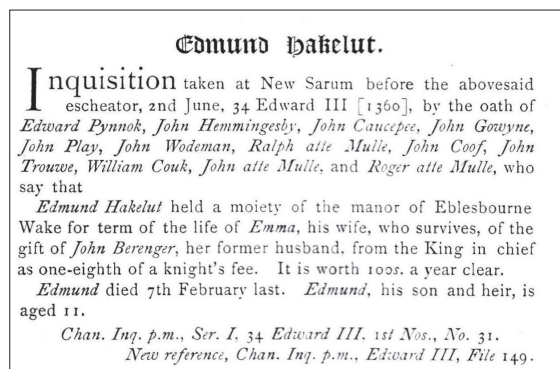 Edmund Hakelut.
Inquisition taken at New Sarum before the abovesaid
escheator, 2nd June, 34 Edward III [1360], by the oath of
Edward Pynnok, John Hemmingesby, John Caucepee, John Gowyne,
John Play, John Wodeman, Ralph atte Mulle, John Coof, John
Trouwe, William Couk, John atte Mulle, and Roger atte Mulle, who
say that
Edmund Hakelut held a moiety of the manor of Eblesbourne
Wake for term of the life of Emma, his wife, who survives, of the
gift of John Berenger, her former husband, from the King in chief
as one-eighth of a knight's fee. It is worth 100s. a year clear.
Edmund died 7th February last. Edmund, his son and heir, is
aged 11.
Chan. Inq. p.m., Ser. I, 34 Edward III. 1st Nos., No. 31.
New reference, Chan. Inq. p.m., Edward III, File 149.